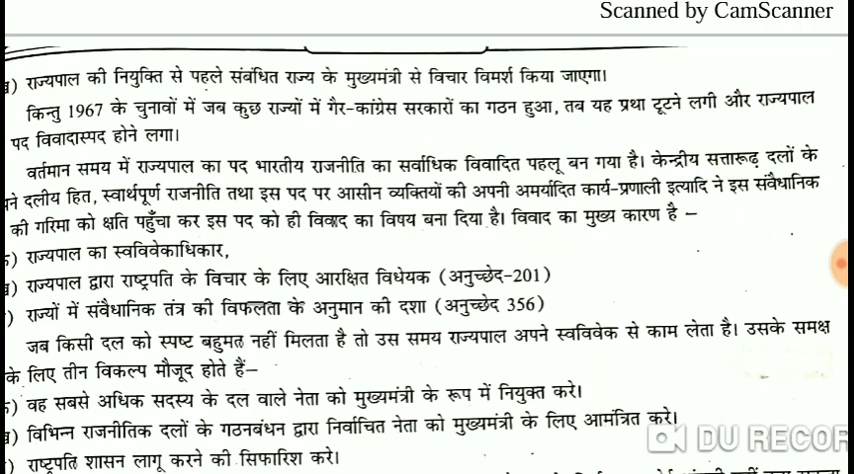 Scanned by CamScanner
) राज्यपाल की नियुक्ति से पहले संबंधित राज्य के मुख्यमंत्री से विचार विमर्श किया जाएगा।
किन्तु 1967 के चुनावों में जब कुछ राज्यों में गैर-कांग्रेस सरकारों का गठन हुआ, तब यह प्रथा टूटने लगी और राज्यपाल
पद विवादास्पद होने लगा।
वर्तमान समय में राज्यपाल का पद भारतीय राजनीति का सर्वाधिक विवादित पहलू बन गया है। केन्द्रीय सत्तारूढ़ दलों के
ने दलीय हित, स्वार्थपूर्ण राजनीति तथा इस पद पर आसीन व्यक्तियों की अपनी अमर्यादित कार्य-प्रणाली इत्यादि ने इस संवैधानिक
की गरिमा को क्षति पहुँचा कर इस पद को ही विवाद का विषय बना दिया है। विवाद का मुख्य कारण है –
) राज्यपाल का स्वविवेकाधिकार,
) राज्यपाल द्वारा राष्ट्रपति के विचार के लिए आरक्षित विधेयक (अनुच्छेद-201)
) राज्यों में संवैधानिक तंत्र की विफलता के अनुमान की दशा (अनुच्छेद 356)
जब किसी दल को स्पष्ट बहुमत नहीं मिलता है तो उस समय राज्यपाल अपने स्वविवेक से काम लेता है। उसके समक्ष
के लिए तीन विकल्प मौजूद होते हैं–
) वह सबसे अधिक सदस्य के दल वाले नेता को मुख्यमंत्री के रूप में नियुक्त करे।
) विभिन्न राजनीतिक दलों के गठनबंधन द्वारा निर्वाचित नेता को मुख्यमंत्री के लिए आमंत्रित करे।
) राष्ट्रपति शासन लागू करने की सिफारिश करे।
DU RECOR